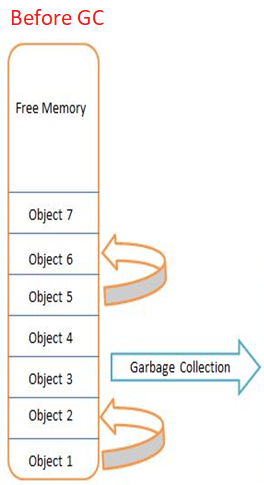 Before GC
Free Memory
Object 7
Object 6
Object 5
Object 4
Garbage Collection
Object 3
Object 2
Object 1